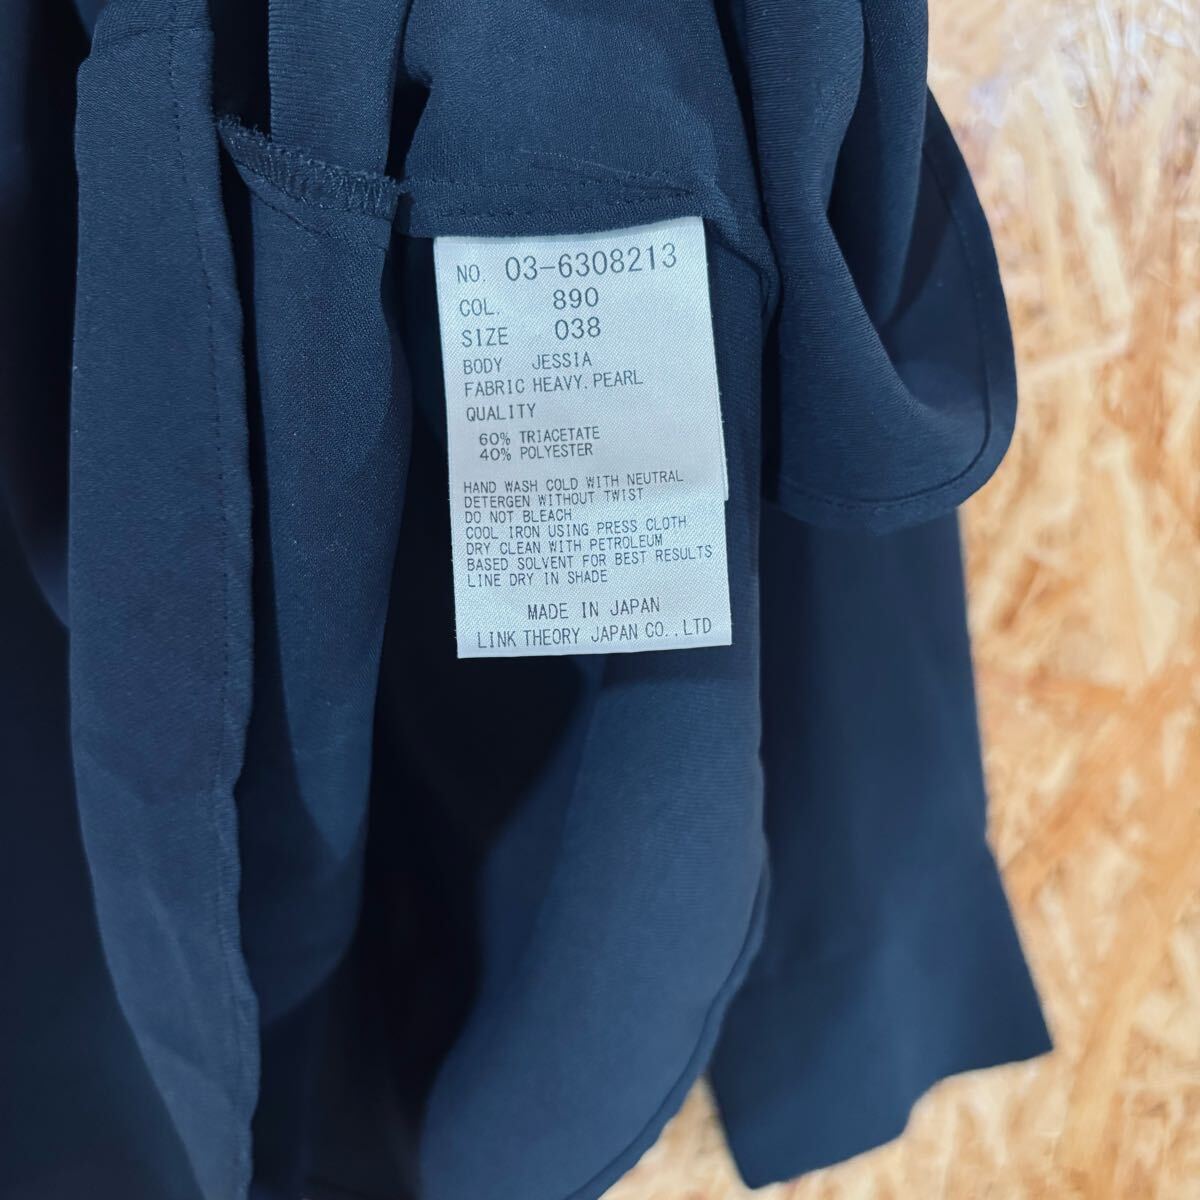 NO. 03-6308213
COL. 890
SIZE 038
BODY JESSIA
FABRIC HEAVY. PEARL
QUALITY
60% TRIACETATE
40% POLYESTER
HAND WASH COLD WITH NEUTRAL
DETERGEN WITHOUT TWIST
DO NOT BLEACH
COOL IRON USING PRESS CLOTH
DRY CLEAN WITH PETROLEUM
BASED SOLVENT FOR BEST RESULTS
LINE DRY IN SHADE
MADE IN JAPAN
LINK THEORY JAPAN CO.,LTD